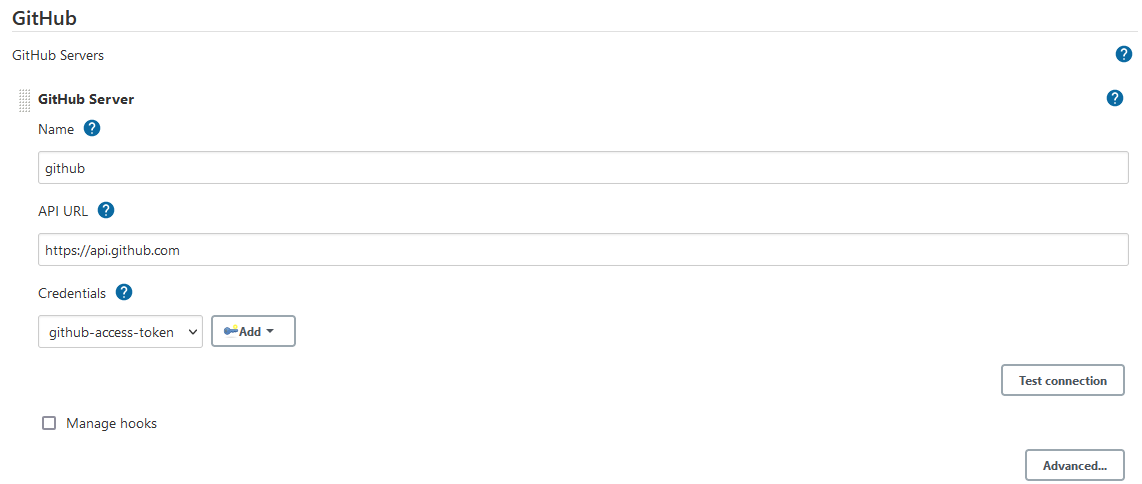 GitHub
GitHub Servers
?
GitHub Server
?
Name ?
github
API URL ?
https://api.github.com
Credentials ?
github-access-token Add
Test connection
Manage hooks
Advanced...